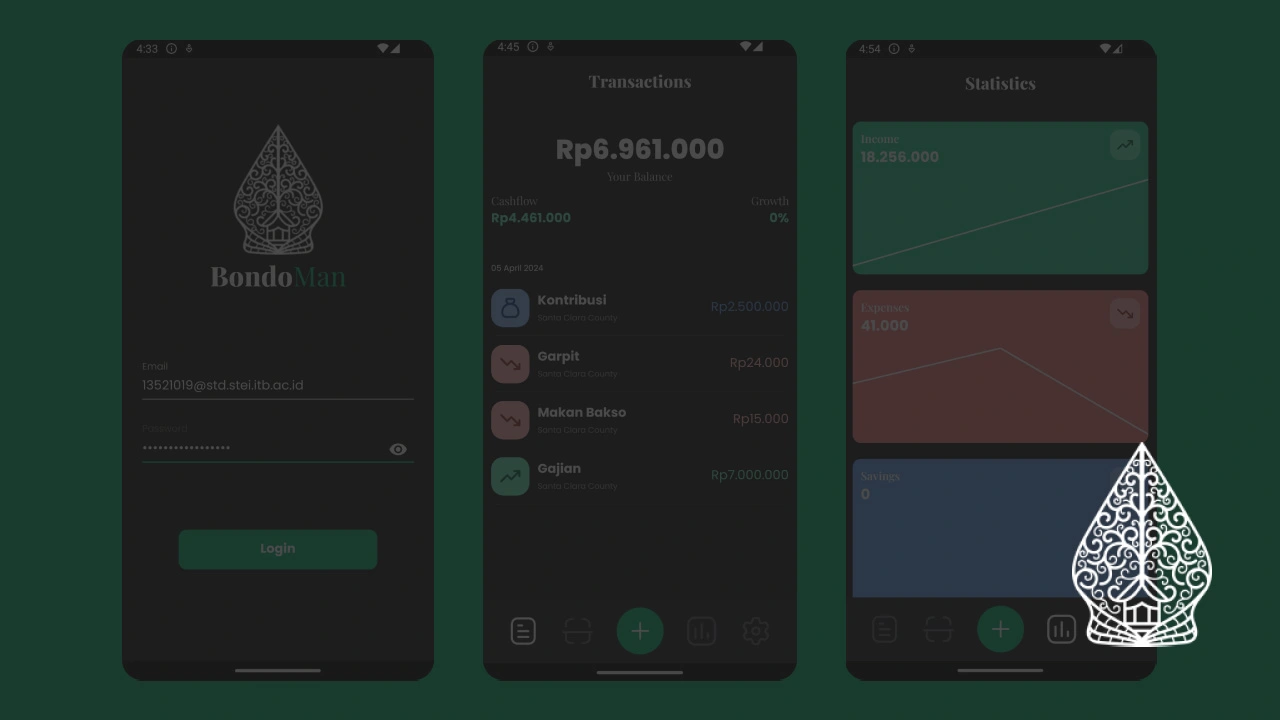 4:33
BondoMan
Email
13521019@std.stei.itb.ac.id
Password
•••••••••••••••••
Login
4:45
Transactions
Rp6.961.000
Your Balance
Cashflow Growth
Rp4.461.000 0%
05 April 2024
Kontribusi Rp2.500.000
Santa Clara County
Garpit Rp24.000
Santa Clara County
Makan Bakso Rp15.000
Santa Clara County
Gajian Rp7.000.000
Santa Clara County
4:54
Statistics
Income
18.256.000
Expenses
41.000
Savings
0